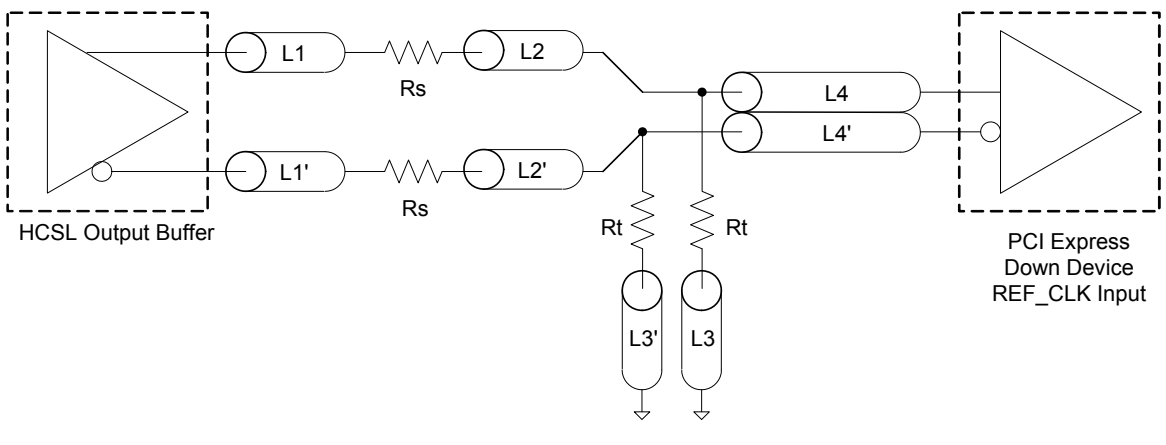 L1
Rs
L2
L4
L1'
Rs
L2'
L4'
HCSL Output Buffer
Rt
Rt
L3'
L3
PCI Express
Down Device
REF_CLK Input